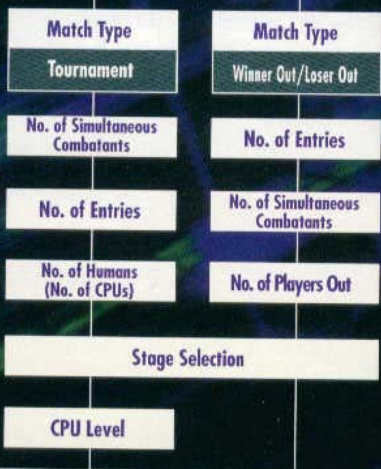 Match Type
Tournament
No. of Simultaneous
Combatants
No. of Entries
No. of Humans
(No. of CPUs)
Match Type
Winner Out/Loser Out
No. of Entries
No. of Simultaneous
Combatants
No. of Players Out
Stage Selection
CPU Level